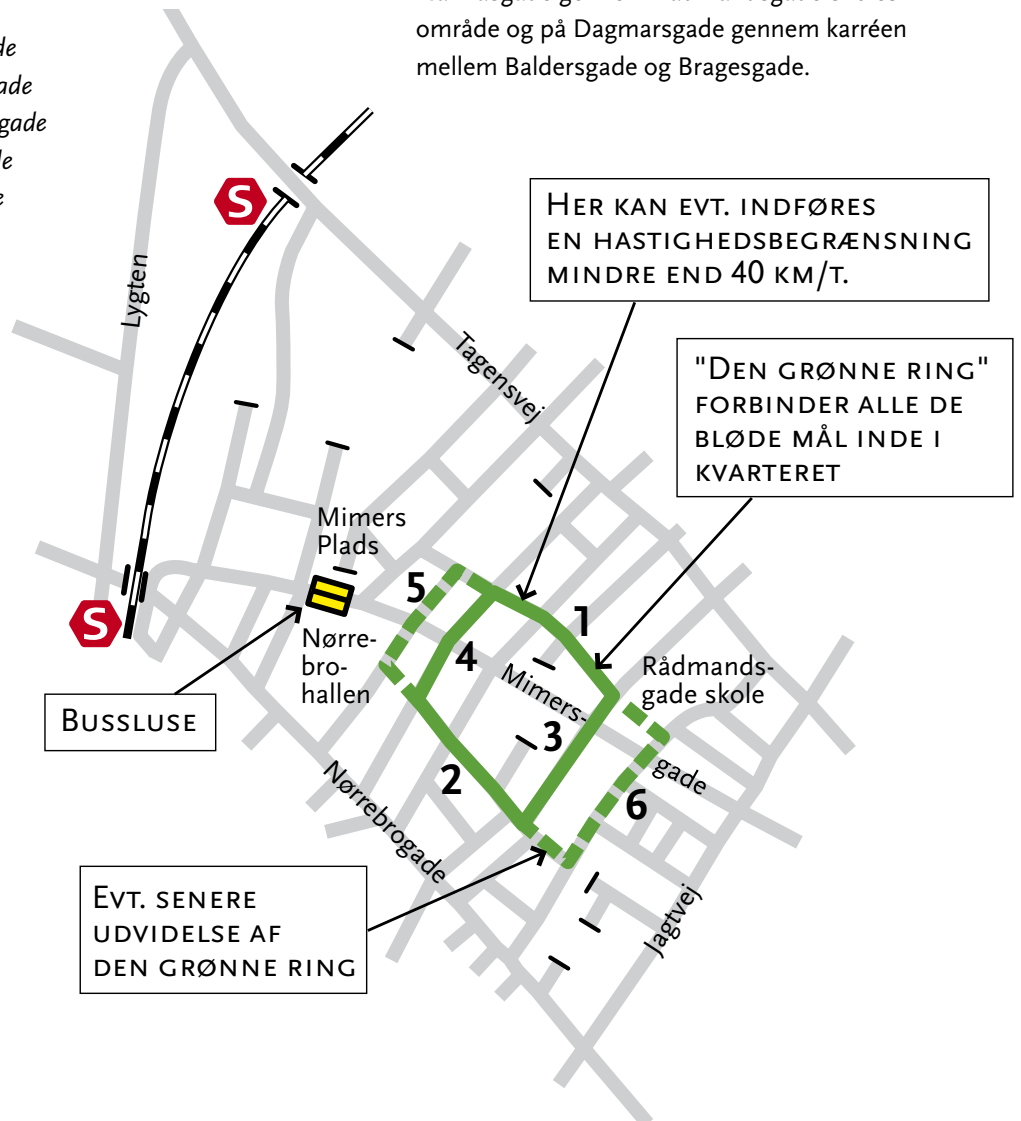 område og på Dagmarsgade gennem karréen
mellem Baldersgade og Bragesgade.
S
Lygten
HER KAN EVT. INDFØRES
EN HASTIGHEDSBEGRÆNSNING
MINDRE END 40 KM/T.
Tagensvej
"DEN GRØNNE RING"
FORBINDER ALLE DE
BLØDE MÅL INDE I
KVARTERET
Mimers
Plads
5
1
S
Nørre-
bro-
hallen
4
Rådmands-
gade skole
Mimers-
gade
BUSSLUSE
3
2
6
Nørrebrogade
EVT. SENERE
UDVIDELSE AF
DEN GRØNNE RING
Jagtvej